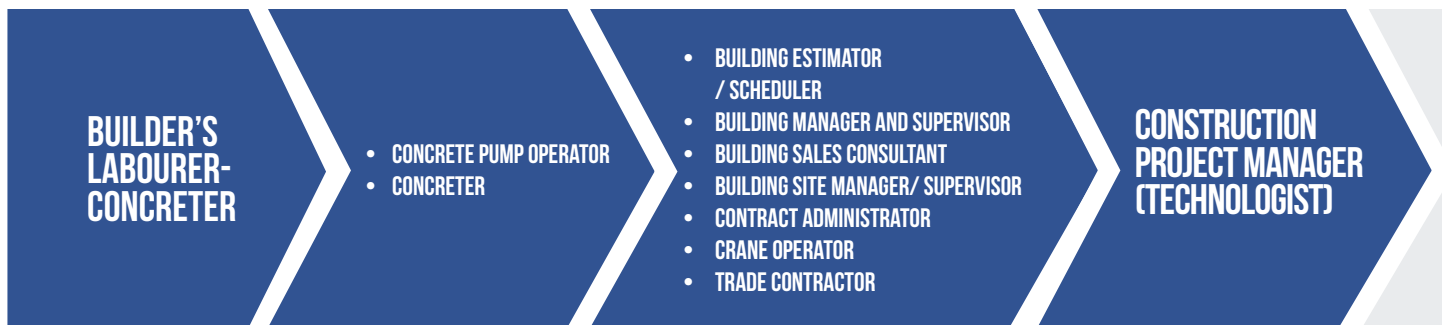 BUILDER'S
LABOURER-
CONCRETER
• CONCRETE PUMP OPERATOR
• CONCRETER
• BUILDING ESTIMATOR
/ SCHEDULER
• BUILDING MANAGER AND SUPERVISOR
• BUILDING SALES CONSULTANT
• BUILDING SITE MANAGER/ SUPERVISOR
• CONTRACT ADMINISTRATOR
• CRANE OPERATOR
• TRADE CONTRACTOR
CONSTRUCTION
PROJECT MANAGER
(TECHNOLOGIST)